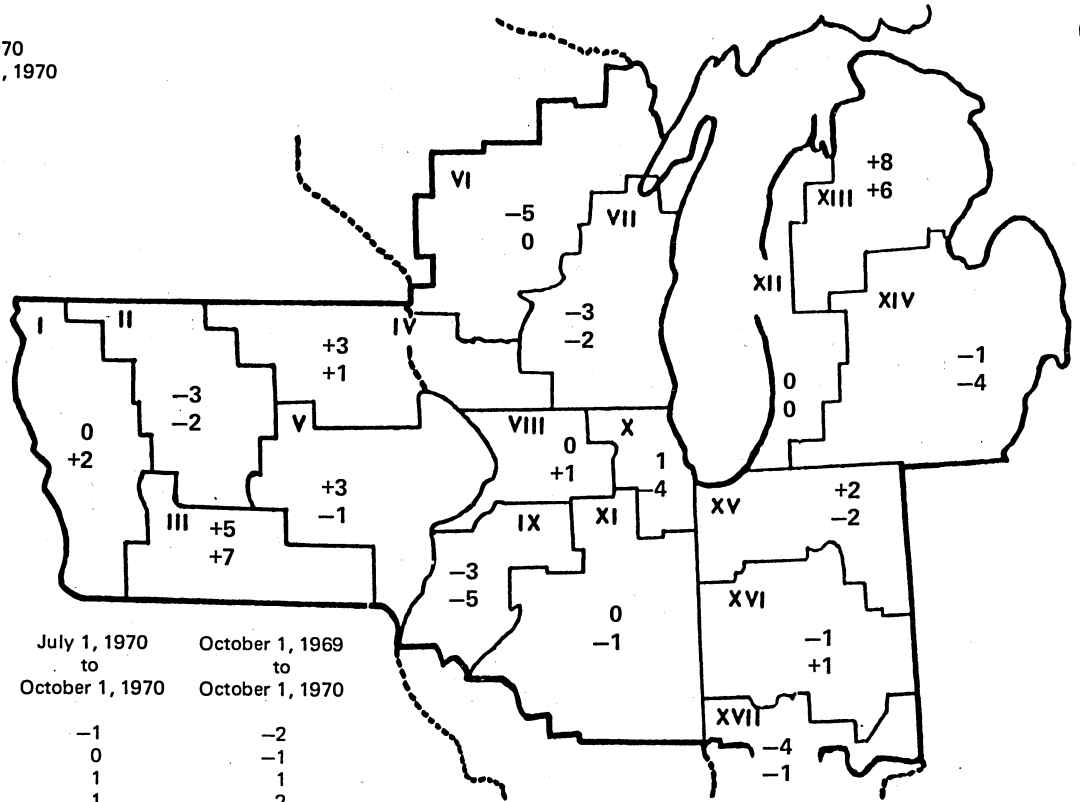 70
, 1970
VI
+8
XIII +6
−5
0
VII
XII
XIV
I
II
IV
−3
−2
+3
+1
−1
−4
−3
−2
0
0
0
+2
V
VIII
X
0
+1
1
−4
+3
−1
XV
+2
−2
III
+5
+7
IX
XI
−3
−5
XVI
0
−1
−1
+1
July 1, 1970
to
October 1, 1970
October 1, 1969
to
October 1, 1970
XVII
−4
−1
−1 −2
0 −1
1 1